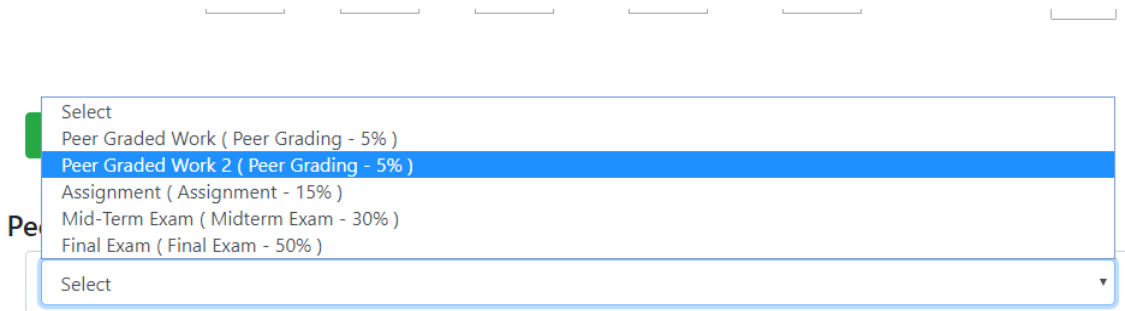 Select
Peer Graded Work ( Peer Grading - 5% )
Peer Graded Work 2 ( Peer Grading - 5% )
Assignment ( Assignment - 15% )
Mid-Term Exam ( Midterm Exam - 30% )
Final Exam ( Final Exam - 50% )
Select